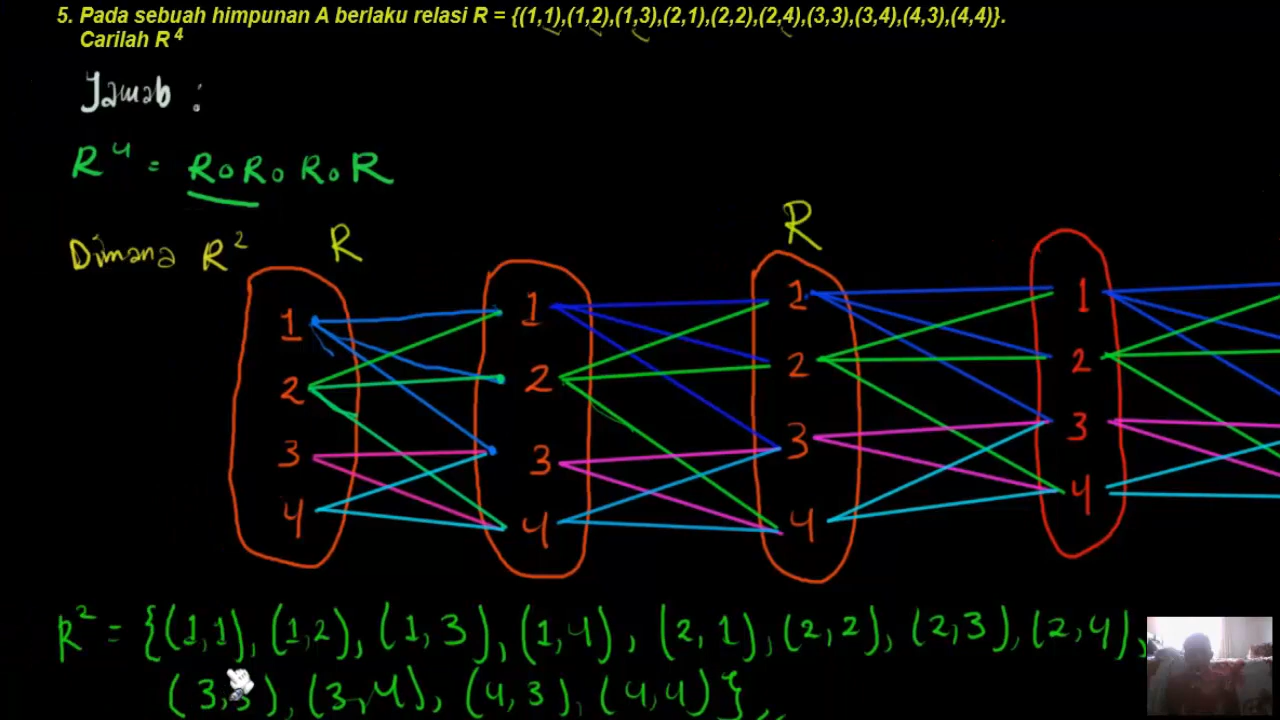 5. Pada sebuah himpunan A berlaku relasi R = {(1,1),(1,2),(1,3),(2,1),(2,2),(2,4),(3,3),(3,4),(4,3),(4,4)}.
Carilah R⁴
Jawab :
R⁴ = R∘R∘R∘R
Dimana R² R R
1 1 1 1
2 2 2 2
3 3 3 3
4 4 4 4
R² = {(1,1), (1,2), (1,3), (1,4), (2,1), (2,2), (2,3), (2,4),
(3,3), (3,4), (4,3), (4,4)},,